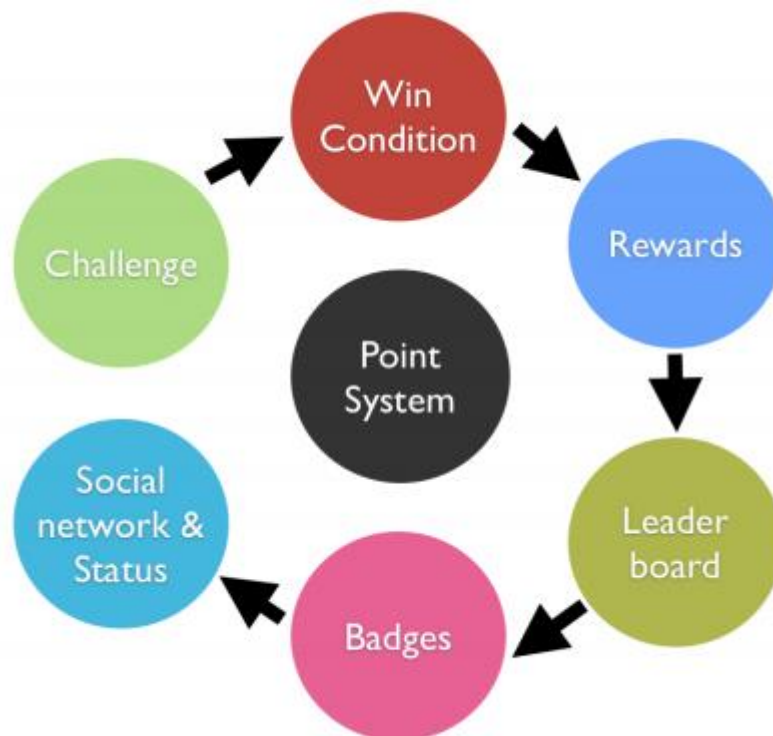 Win
Condition
Challenge
Rewards
Point
System
Social
network &
Status
Leader
board
Badges